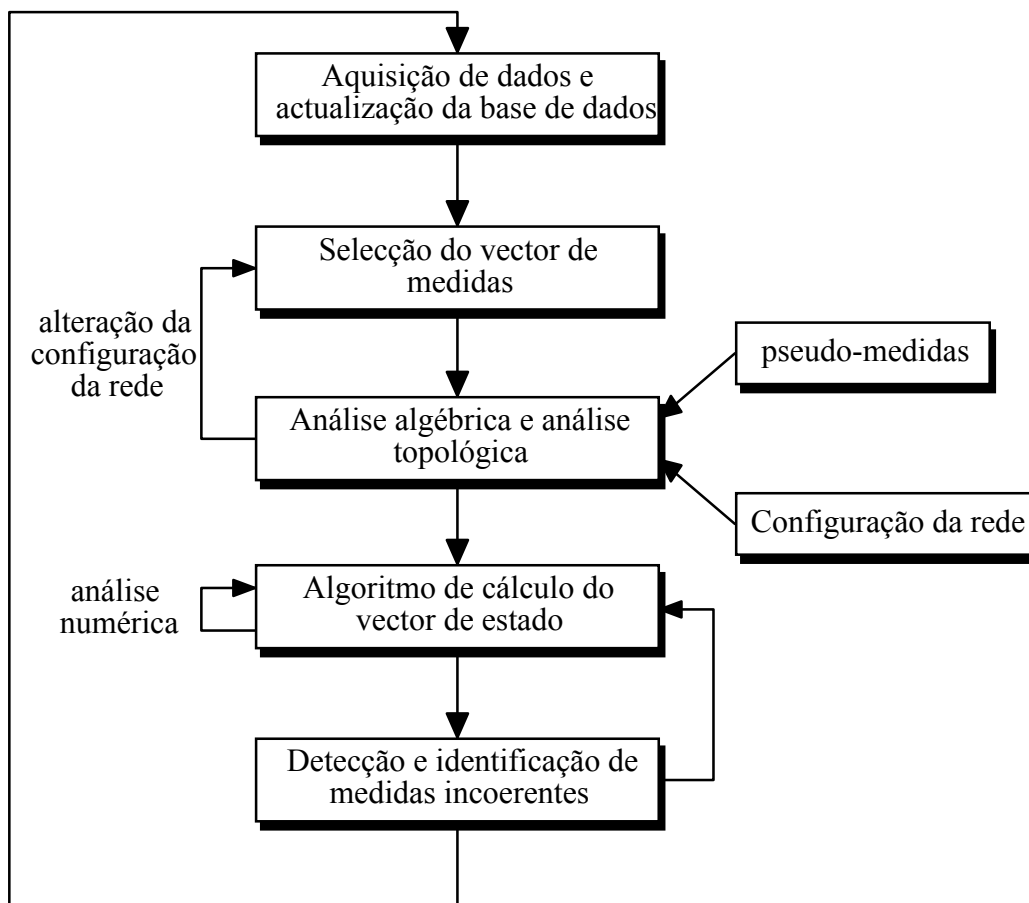 Aquisição de dados e
actualização da base de dados
Selecção do vector de
medidas
alteração da
configuração
da rede
pseudo-medidas
Análise algébrica e análise
topológica
Configuração da rede
Algoritmo de cálculo do
vector de estado
análise
numérica
Detecção e identificação de
medidas incoerentes